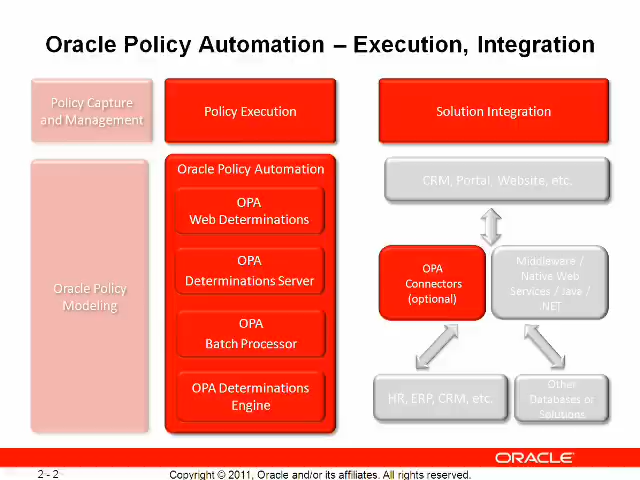 Oracle Policy Automation – Execution, Integration
Policy Capture
and Management
Policy Execution
Solution Integration
Oracle Policy
Modeling
Oracle Policy Automation
OPA
Web Determinations
OPA
Determinations Server
OPA
Batch Processor
OPA Determinations
Engine
CRM, Portal, Website, etc.
OPA
Connectors
(optional)
Middleware /
Native Web
Services / Java /
.NET
HR, ERP, CRM, etc.
Other
Databases or
Solutions
ORACLE
2 - 2
Copyright © 2011, Oracle and/or its affiliates. All rights reserved.